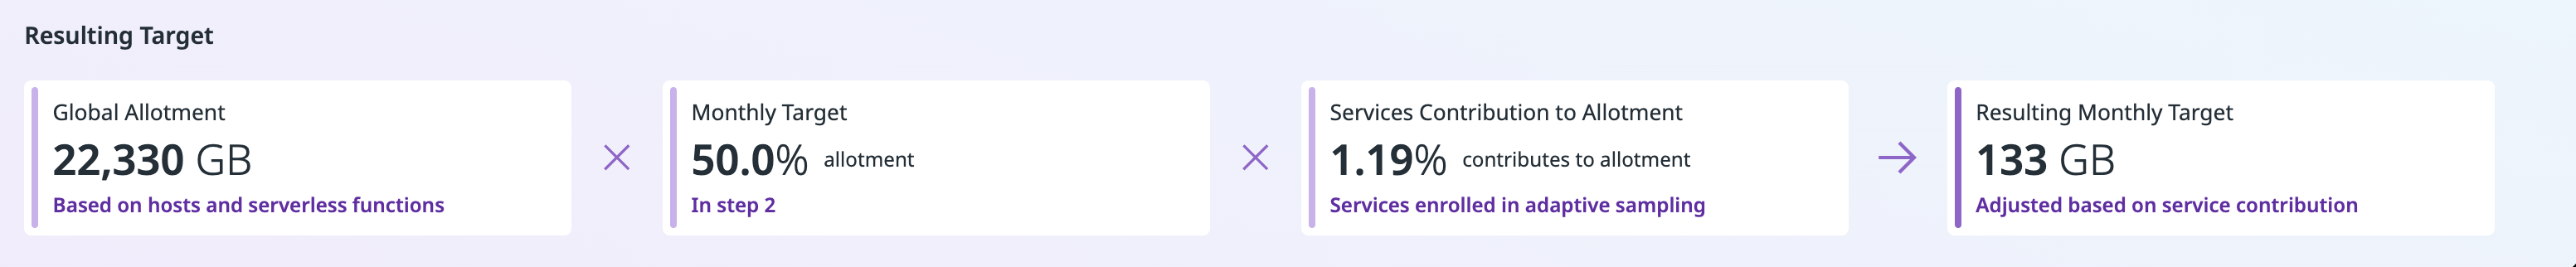 Resulting Target
Global Allotment
22,330 GB
Based on hosts and serverless functions
Monthly Target
50.0% allotment
In step 2
Services Contribution to Allotment
1.19% contributes to allotment
Services enrolled in adaptive sampling
Resulting Monthly Target
133 GB
Adjusted based on service contribution